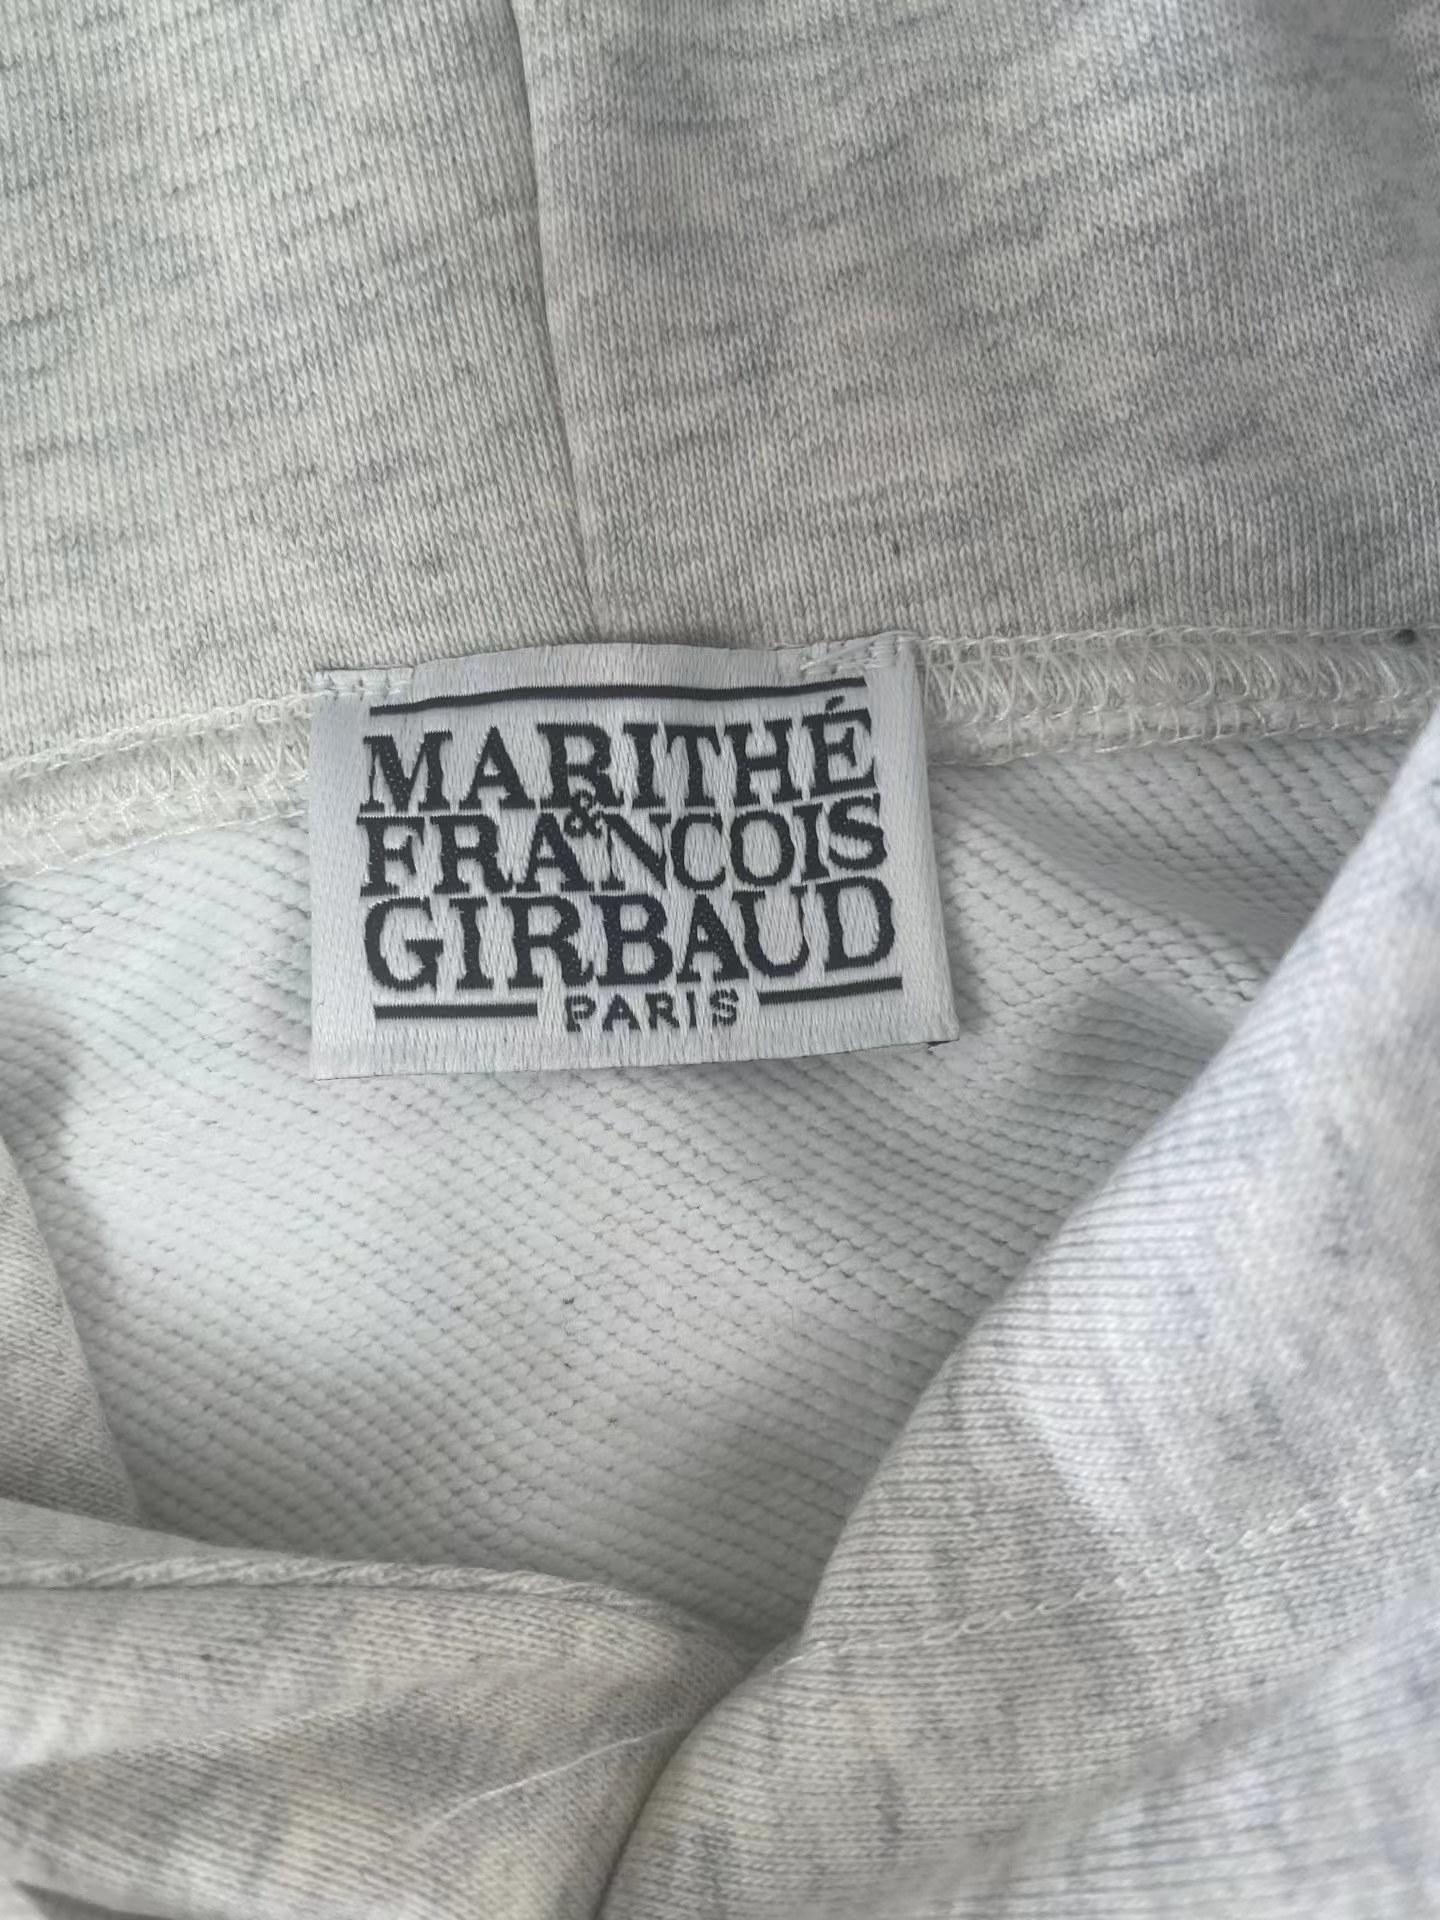 MARITHÉ
&
FRANCOIS
GIRBAUD
PARIS